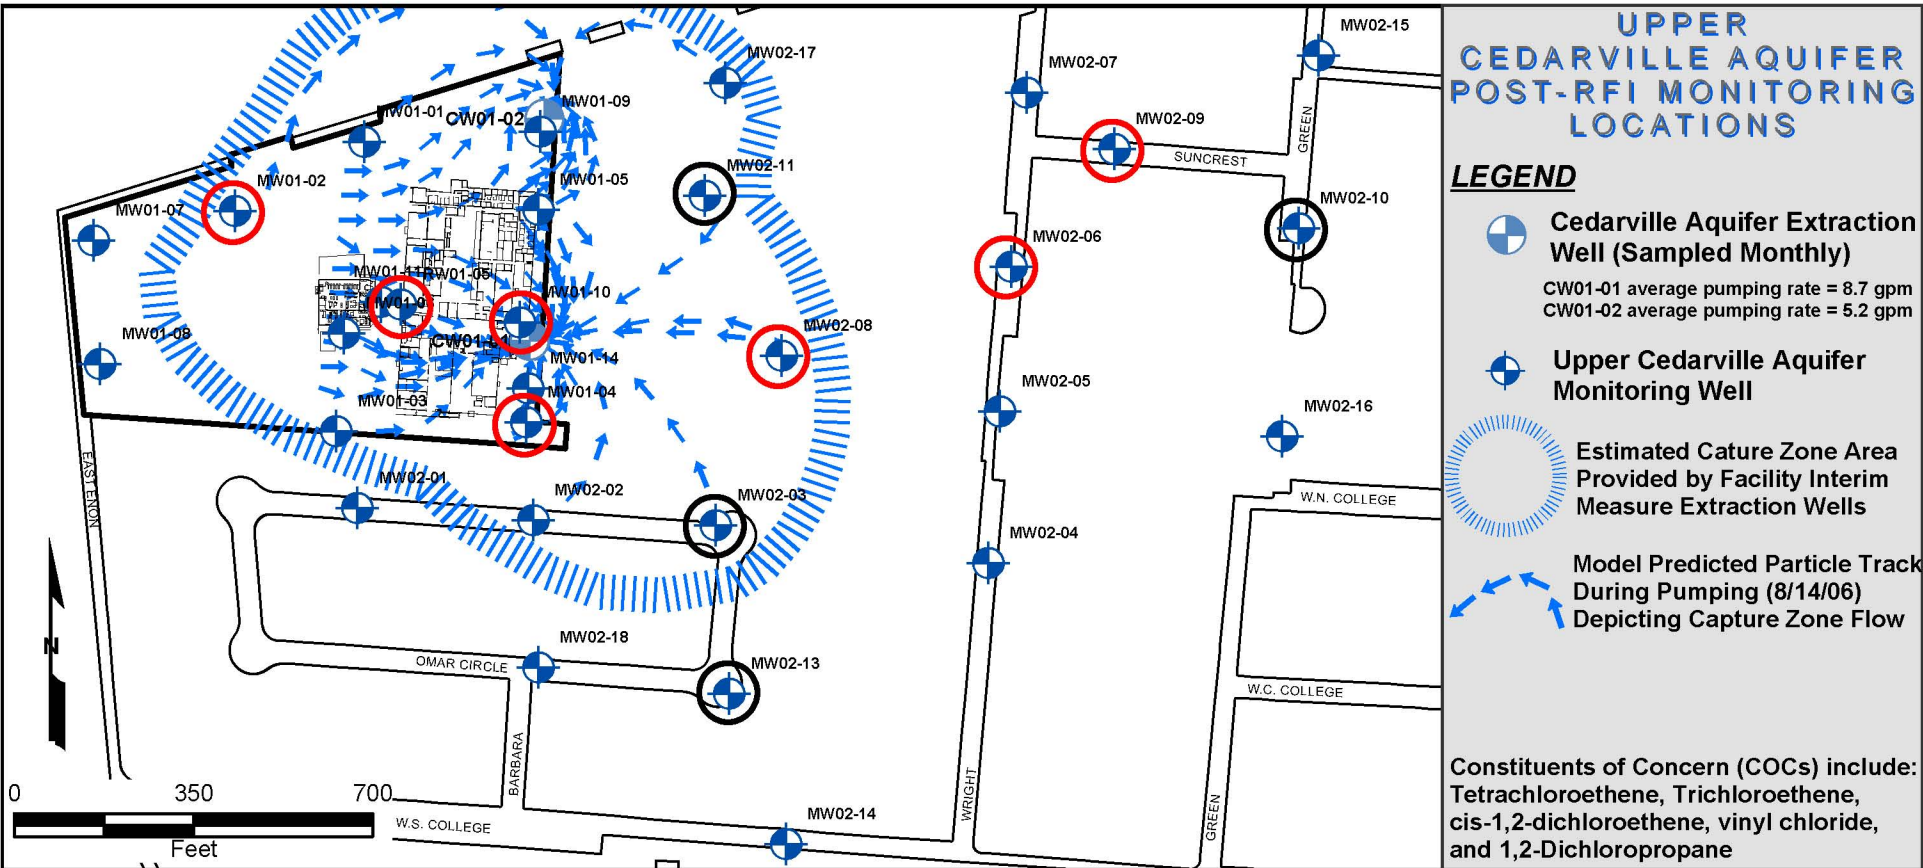 UPPER
CEDARVILLE AQUIFER
POST-RFI MONITORING
LOCATIONS
LEGEND
Cedarville Aquifer Extraction
Well (Sampled Monthly)
CW01-01 average pumping rate = 8.7 gpm
CW01-02 average pumping rate = 5.2 gpm
Upper Cedarville Aquifer
Monitoring Well
Estimated Cature Zone Area
Provided by Facility Interim
Measure Extraction Wells
Model Predicted Particle Track
During Pumping (8/14/06)
Depicting Capture Zone Flow
Constituents of Concern (COCs) include:
Tetrachloroethene, Trichloroethene,
cis-1,2-dichloroethene, vinyl chloride,
and 1,2-Dichloropropane
MW02-15
MW02-17
MW02-07
MW01-09
MW01-01
CW01-02
MW02-09
GREEN
SUNCREST
MW02-11
MW01-02
MW01-05
MW02-10
MW01-07
MW02-06
MW01-11
RW01-05
MW01-10
MW02-08
MW01-08
CW01-01
MW01-14
MW02-05
MW01-04
MW01-03
MW02-16
EAST ENON
MW02-01
MW02-02
MW02-03
W.N. COLLEGE
MW02-04
N
MW02-18
OMAR CIRCLE
MW02-13
W.C. COLLEGE
BARBARA
WRIGHT
GREEN
0 350 700
Feet
W.S. COLLEGE
MW02-14